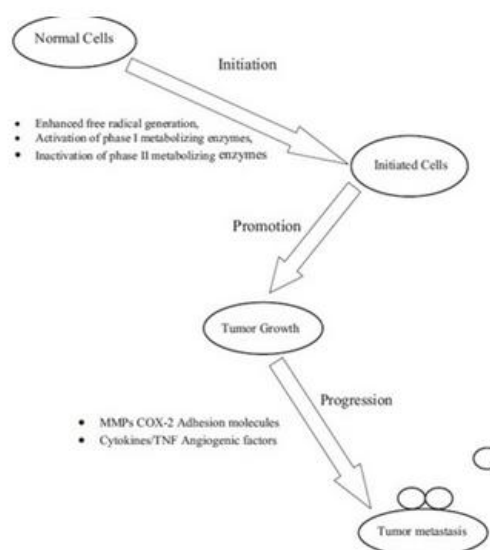 Normal Cells
Initiation
• Enhanced free radical generation,
• Activation of phase I metabolizing enzymes,
• Inactivation of phase II metabolizing enzymes
Initiated Cells
Promotion
Tumor Growth
Progression
• MMPs COX-2 Adhesion molecules
• Cytokines/TNF Angiogenic factors
Tumor metastasis